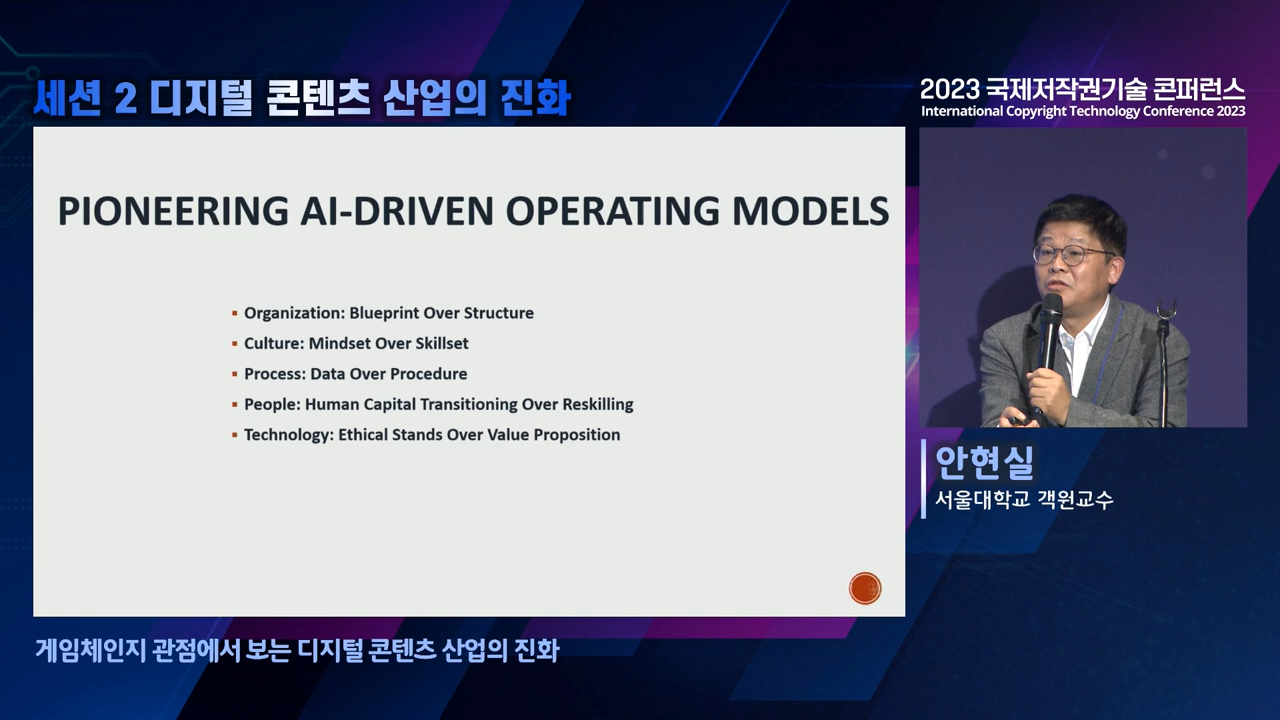 세션 2 디지털 콘텐츠 산업의 진화
2023 국제저작권기술 콘퍼런스
International Copyright Technology Conference 2023
PIONEERING AI-DRIVEN OPERATING MODELS
▪ Organization: Blueprint Over Structure
▪ Culture: Mindset Over Skillset
▪ Process: Data Over Procedure
▪ People: Human Capital Transitioning Over Reskilling
▪ Technology: Ethical Stands Over Value Proposition
안현실
서울대학교 객원교수
게임체인지 관점에서 보는 디지털 콘텐츠 산업의 진화